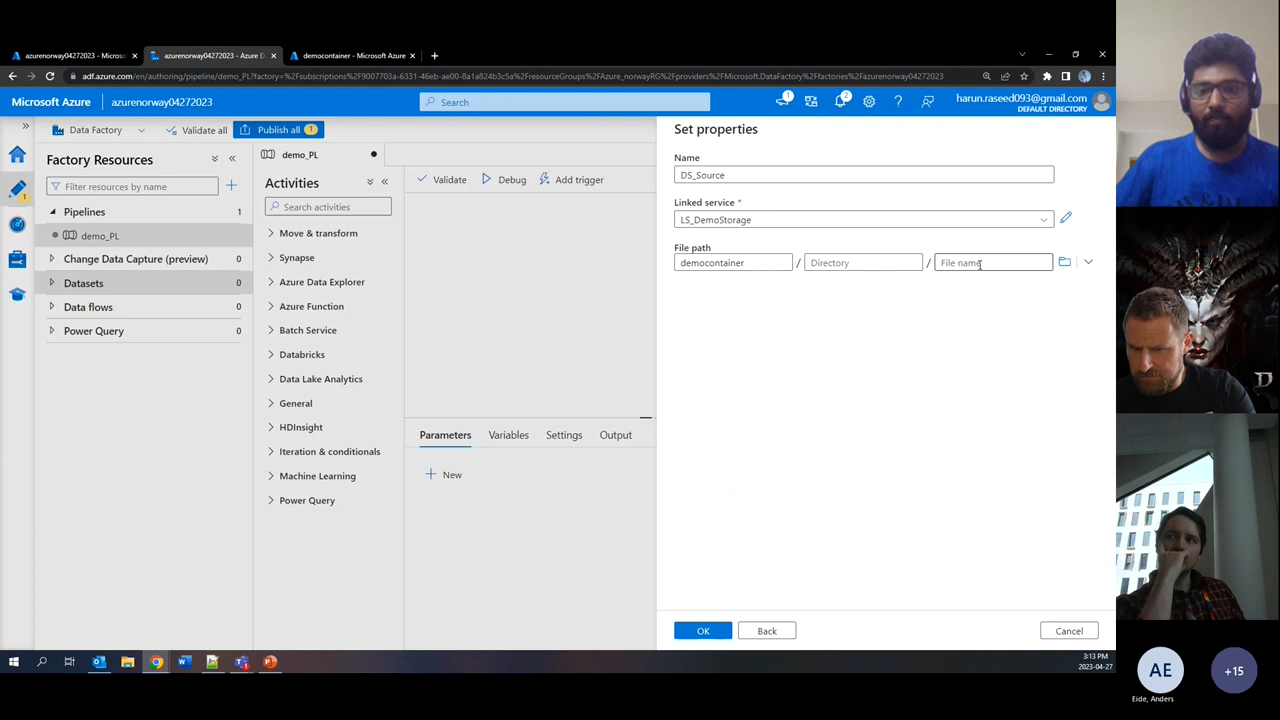 azurenorway04272023 - Microso
azurenorway04272023 - Azure D
democontainer - Microsoft Azure
adf.azure.com/en/authoring/pipeline/demo_PL?factory=%2Fsubscriptions%2F9007703a-6331-46eb-ae00-8a1a824b3c5a%2FresourceGroups%2FAzure_norwayRG%2Fproviders%2FMicrosoft.DataFactory%2Ffactories%2Fazurenorway04272023
Microsoft Azure
azurenorway04272023
Search
1
2
harun.raseed093@gmail.com
DEFAULT DIRECTORY
Data Factory
Validate all
Publish all 1
Factory Resources
Filter resources by name
Pipelines 1
demo_PL
Change Data Capture (preview) 0
Datasets 0
Data flows 0
Power Query 0
1
demo_PL
Activities
Search activities
Move & transform
Synapse
Azure Data Explorer
Azure Function
Batch Service
Databricks
Data Lake Analytics
General
HDInsight
Iteration & conditionals
Machine Learning
Power Query
Validate Debug Add trigger
Parameters Variables Settings Output
New
Set properties
Name
DS_Source
Linked service *
LS_DemoStorage
File path
democontainer / Directory / File name
OK Back Cancel
3:13 PM
2023-04-27
AE
Eide, Anders
+15